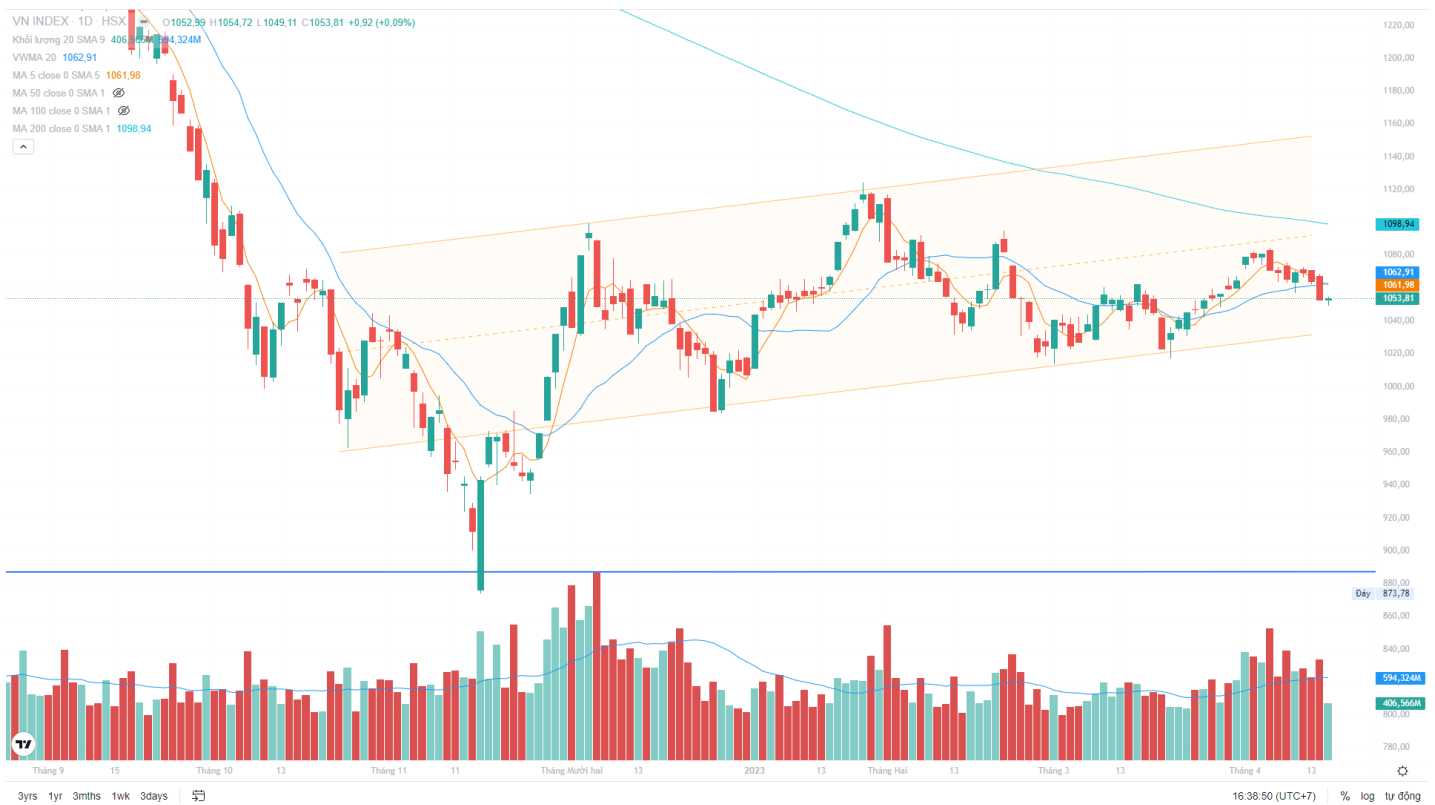 VN INDEX · 1D · HSX O1052,99 H1054,72 L1049,11 C1053,81 +0,92 (+0,09%)
Khối lượng 20 SMA 9 406,566M 594,324M
VWMA 20 1062,91
MA 5 close 0 SMA 5 1061,98
MA 50 close 0 SMA 1
MA 100 close 0 SMA 1
MA 200 close 0 SMA 1 1098,94
1220,00
1200,00
1180,00
1160,00
1140,00
1120,00
1098,94
1080,00
1062,91
1061,98
1053,81
1040,00
1020,00
1000,00
980,00
960,00
940,00
920,00
900,00
880,00
Đáy 873,78
860,00
840,00
594,324M
406,566M
800,00
780,00
Tháng 9 15 Tháng 10 13 Tháng 11 11 Tháng Mười hai 13 2023 13 Tháng Hai 13 Tháng 3 13 Tháng 4 13
3yrs 1yr 3mths 1wk 3days 16:38:50 (UTC+7) % log tự động